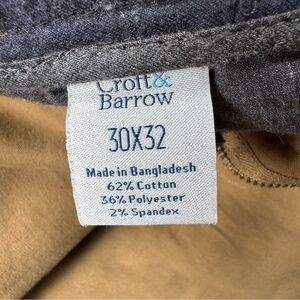 Croft&
Barrow
30X32
Made in Bangladesh
62% Cotton
36% Polyester
2% Spandex